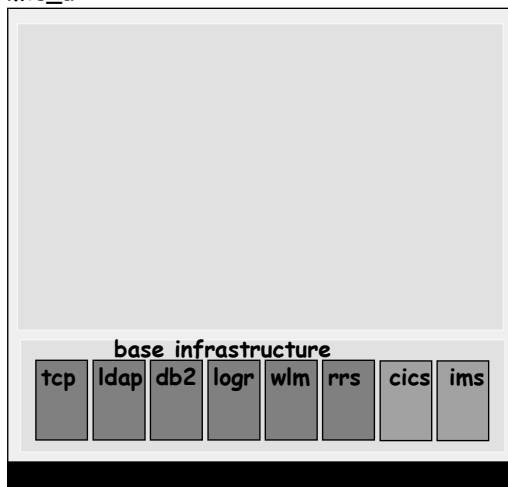 base infrastructure
tcp ldap db2 logr wlm rrs cics ims